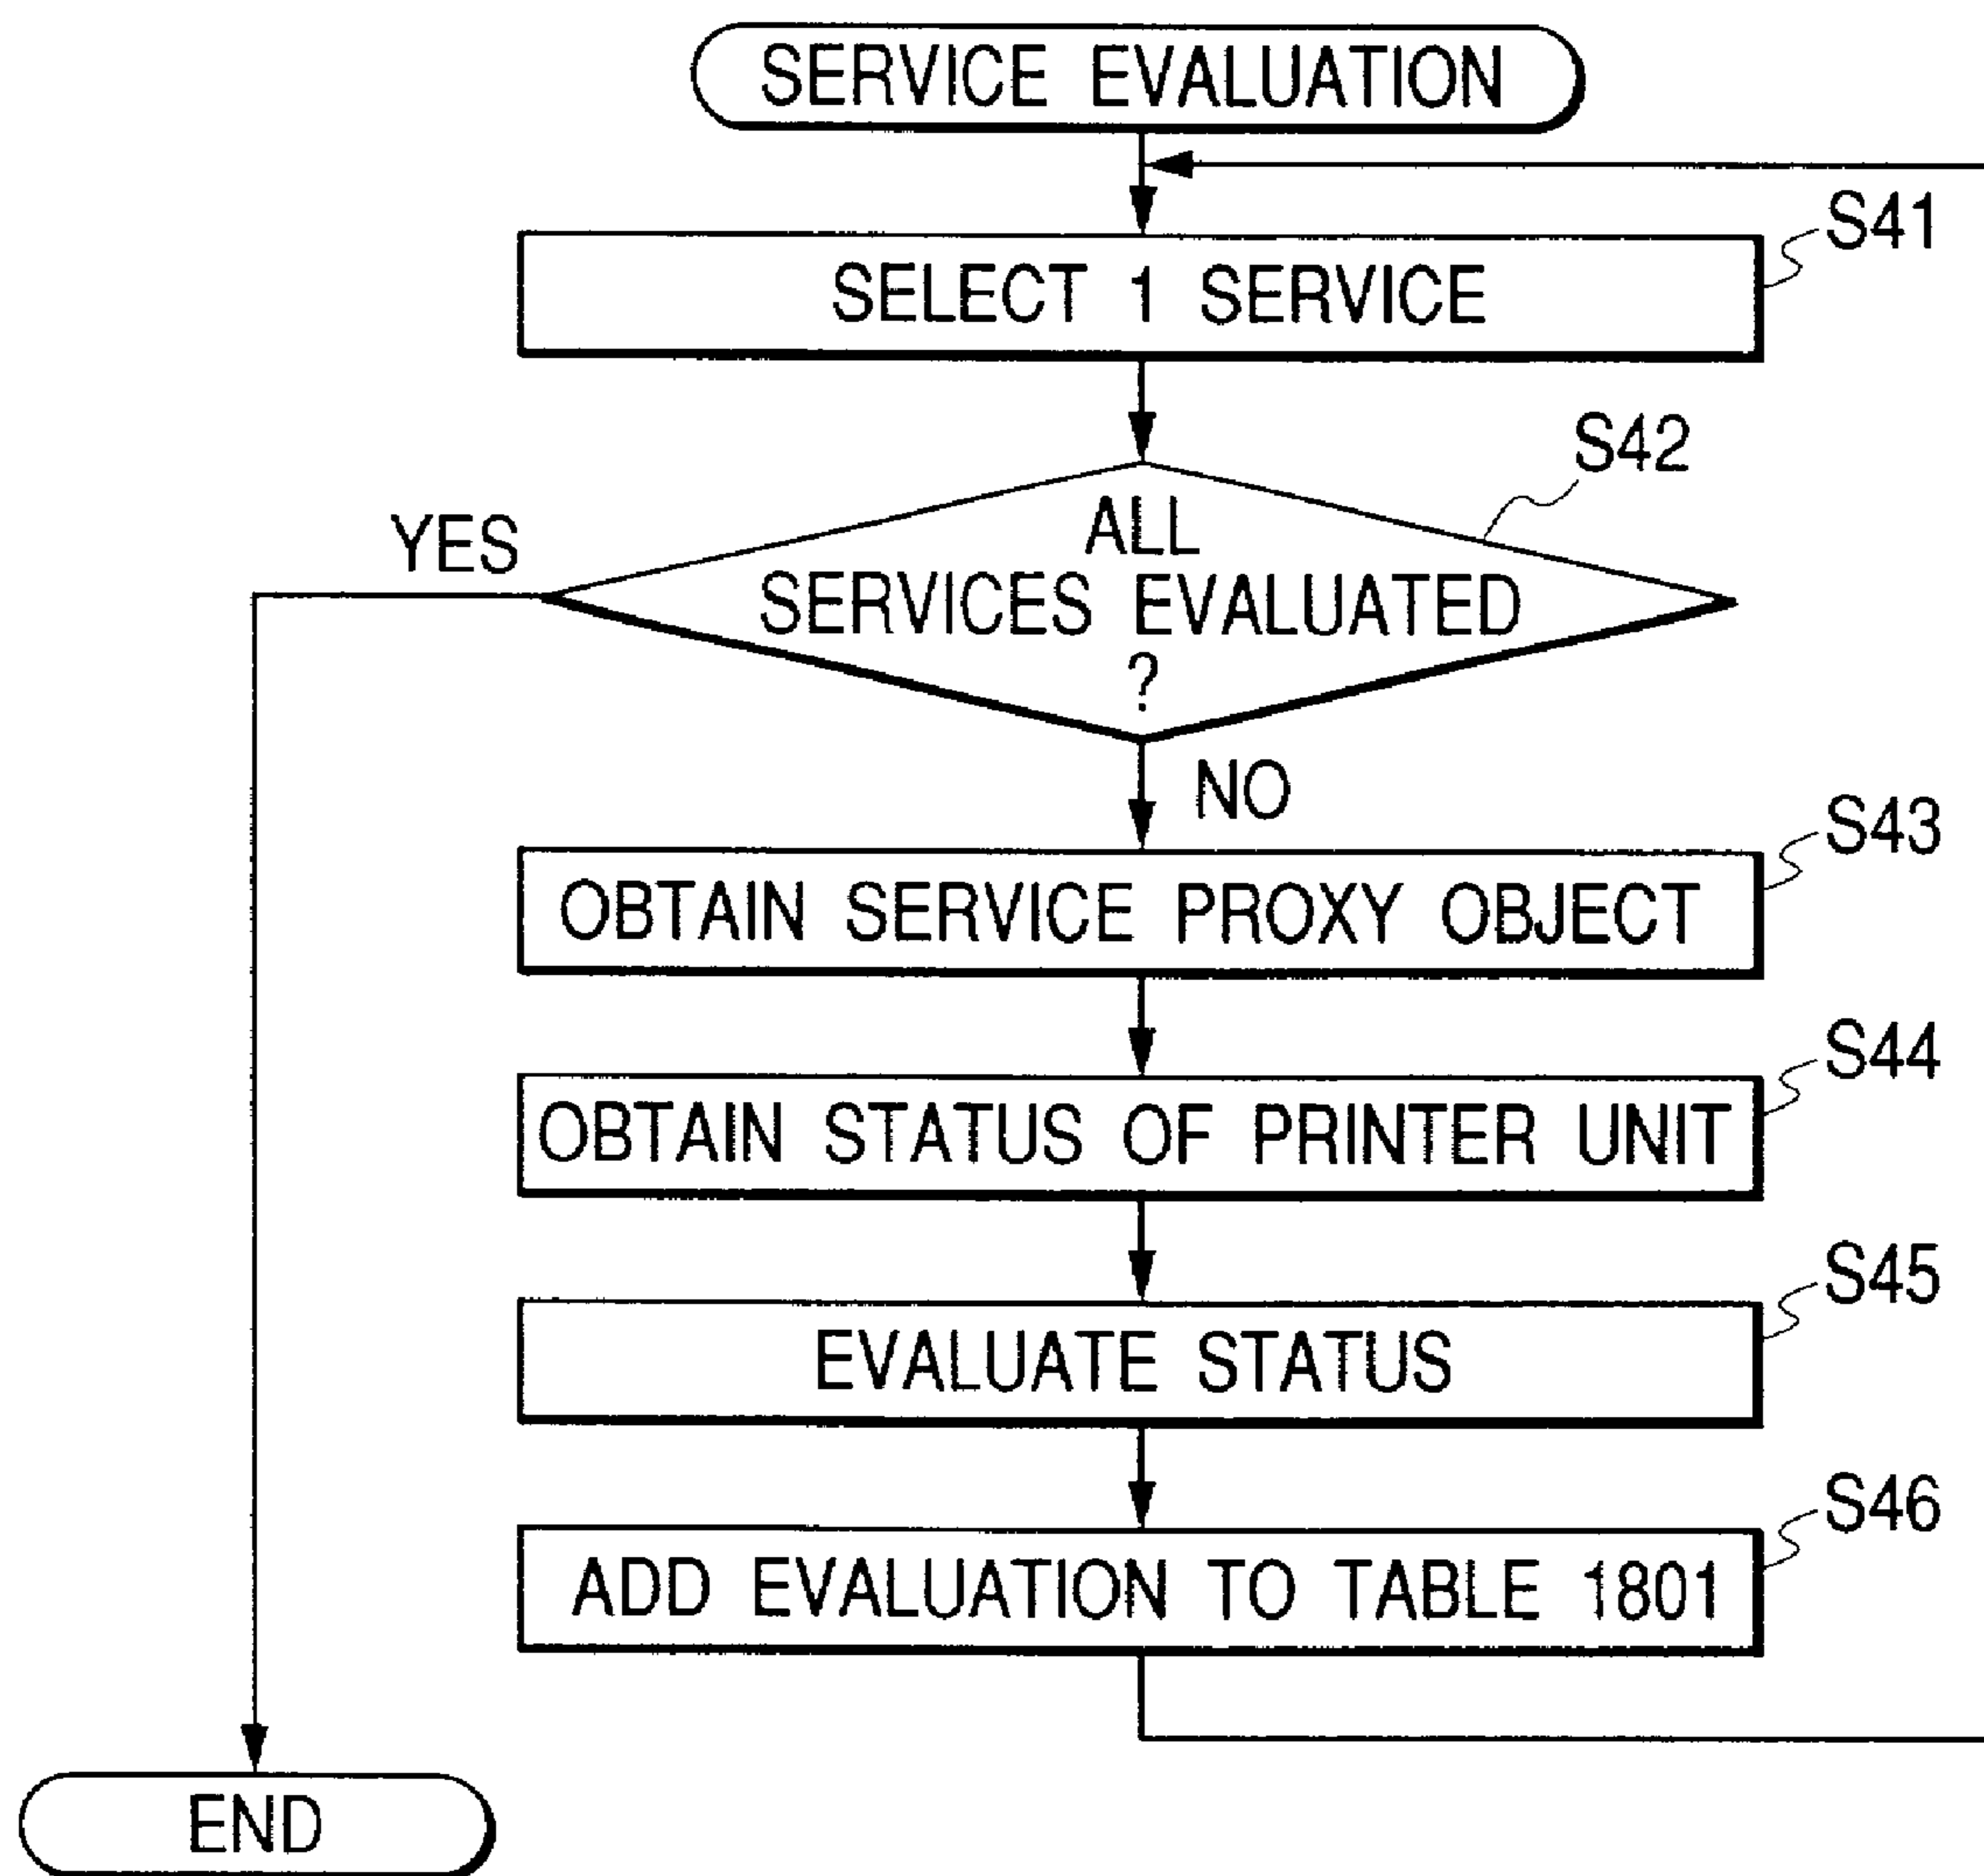 SERVICE EVALUATION
S41
SELECT 1 SERVICE
S42
YES
ALL
SERVICES EVALUATED
?
NO
S43
OBTAIN SERVICE PROXY OBJECT
S44
OBTAIN STATUS OF PRINTER UNIT
S45
EVALUATE STATUS
S46
ADD EVALUATION TO TABLE 1801
END